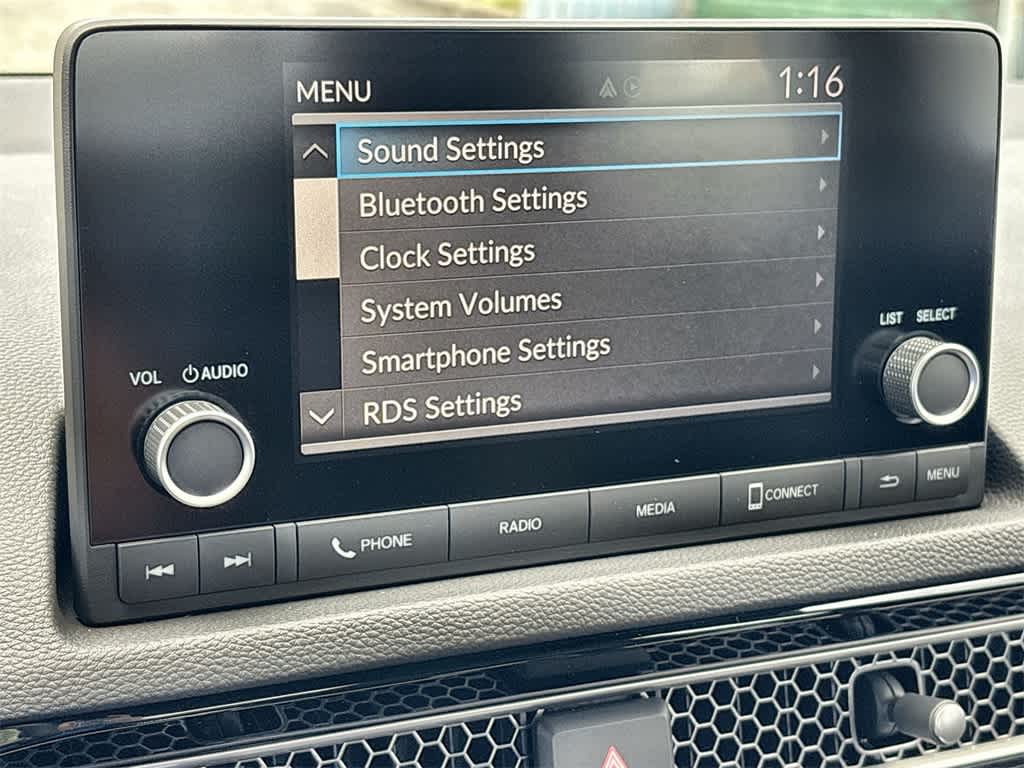 MENU 1:16
Sound Settings
Bluetooth Settings
Clock Settings
System Volumes
Smartphone Settings
RDS Settings
VOL AUDIO
LIST SELECT
PHONE RADIO MEDIA CONNECT MENU